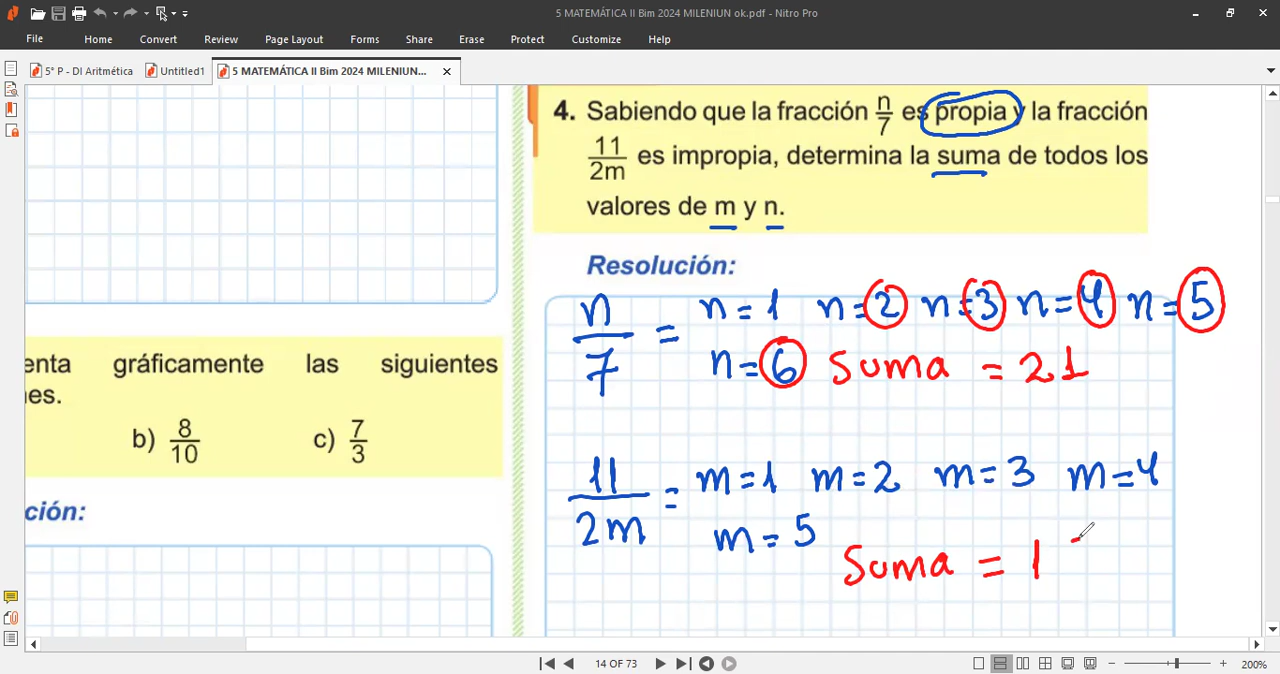 5 MATEMÁTICA II Bim 2024 MILENIUN ok.pdf - Nitro Pro
File Home Convert Review Page Layout Forms Share Erase Protect Customize Help
5° P - DI Aritmética Untitled1 5 MATEMÁTICA II Bim 2024 MILENIUN...
enta gráficamente las siguientes
nes.
b) 8/10 c) 7/3
ción:
4. Sabiendo que la fracción n/7 es propia y la fracción
11/2m es impropia, determina la suma de todos los
valores de m y n.
Resolución:
n/7 = n=1 n=2 n=3 n=4 n=5
n=6 Suma = 21
11/2m = m=1 m=2 m=3 m=4
m=5
Suma = 1
14 OF 73
200%